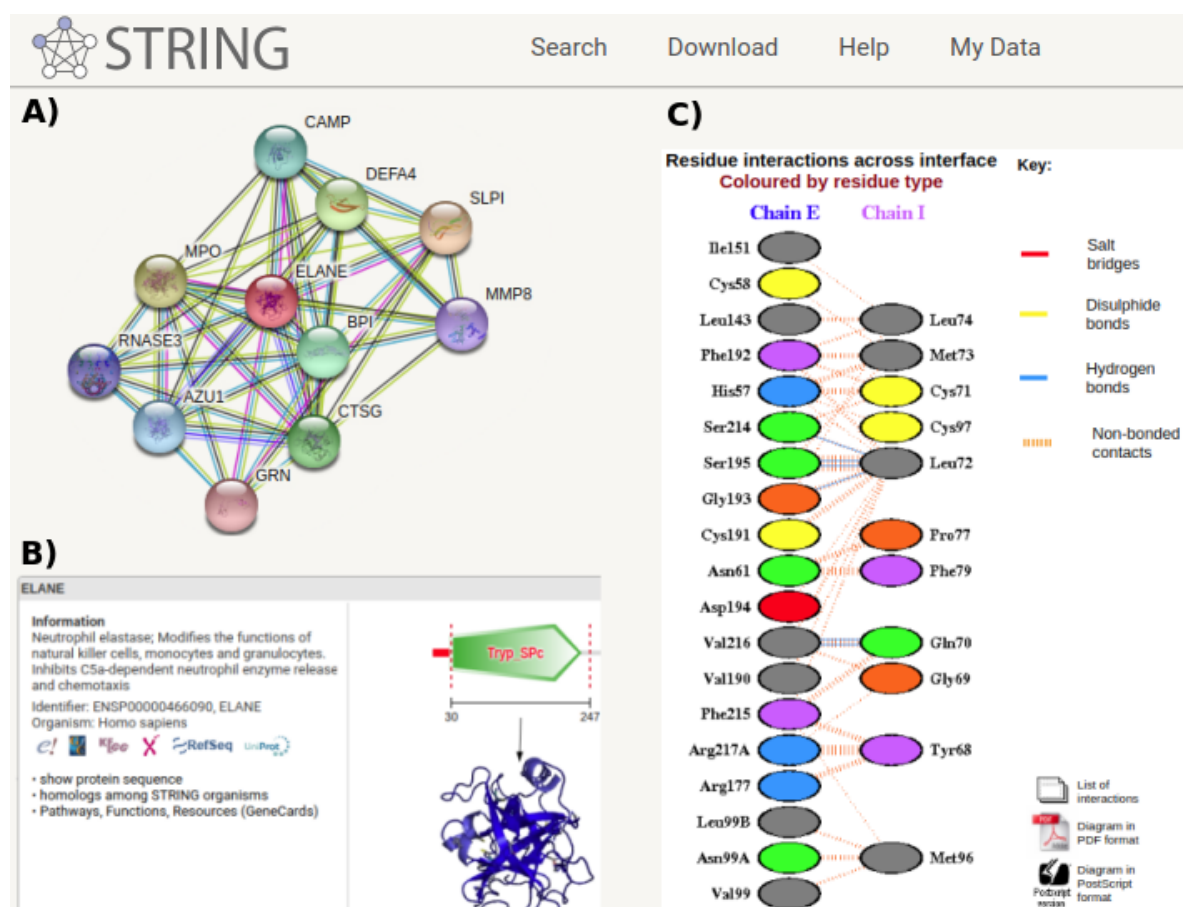 STRING
Search
Download
Help
My Data
A)
CAMP
DEFA4
SLPI
MPO
ELANE
MMP8
BPI
RNASE3
AZU1
CTSG
GRN
B)
ELANE
Information
Neutrophil elastase; Modifies the functions of
natural killer cells, monocytes and granulocytes.
Inhibits C5a-dependent neutrophil enzyme release
and chemotaxis
Identifier: ENSP00000466090, ELANE
Organism: Homo sapiens
e!
X
RefSeq
UniProt
• show protein sequence
• homologs among STRING organisms
• Pathways, Functions, Resources (GeneCards)
Tryp_SPc
30
247
C)
Residue interactions across interface
Coloured by residue type
Chain E Chain I
Ile151
Cys58
Leu143 Leu74
Phe192 Met73
His57 Cys71
Ser214 Cys97
Ser195 Leu72
Gly193
Cys191 Pro77
Asn61 Phe79
Asp194
Val216 Gln70
Val190 Gly69
Phe215
Arg217A Tyr68
Arg177
Leu99B
Asn99A Met96
Val99
Key:
Salt
bridges
Disulphide
bonds
Hydrogen
bonds
Non-bonded
contacts
List of
interactions
PDF
Diagram in
PDF format
Postscript
version
Diagram in
PostScript
format